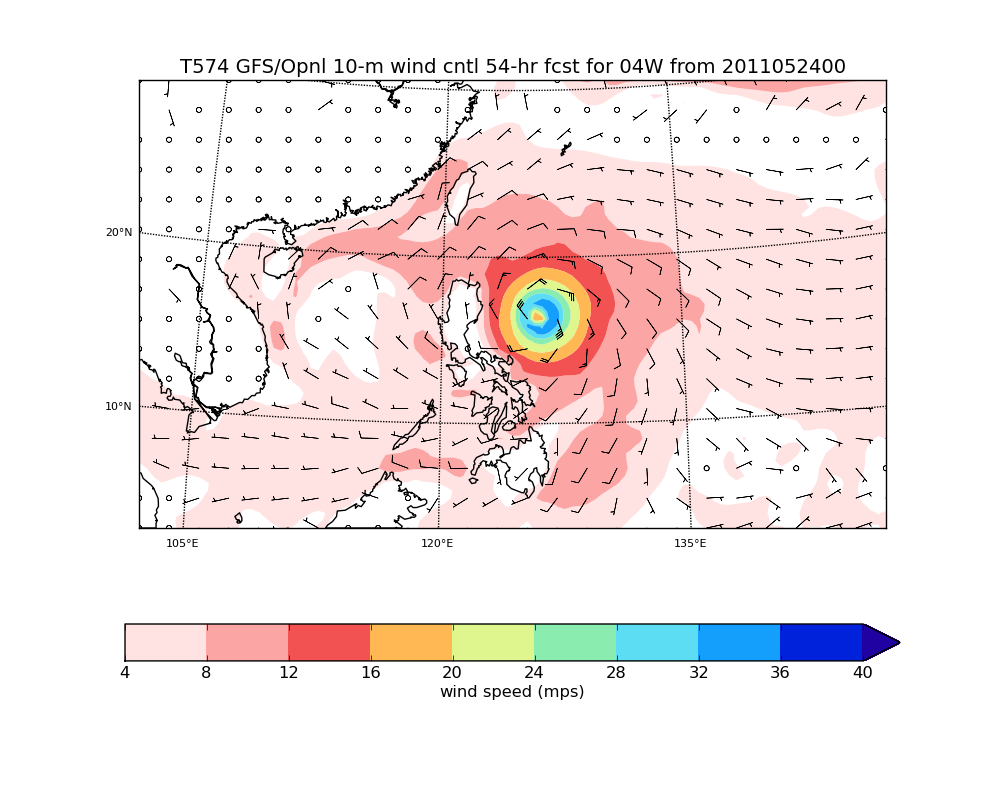 T574 GFS/Opnl 10-m wind cntl 54-hr fcst for 04W from 2011052400
20°N
10°N
105°E 120°E 135°E
4 8 12 16 20 24 28 32 36 40
wind speed (mps)